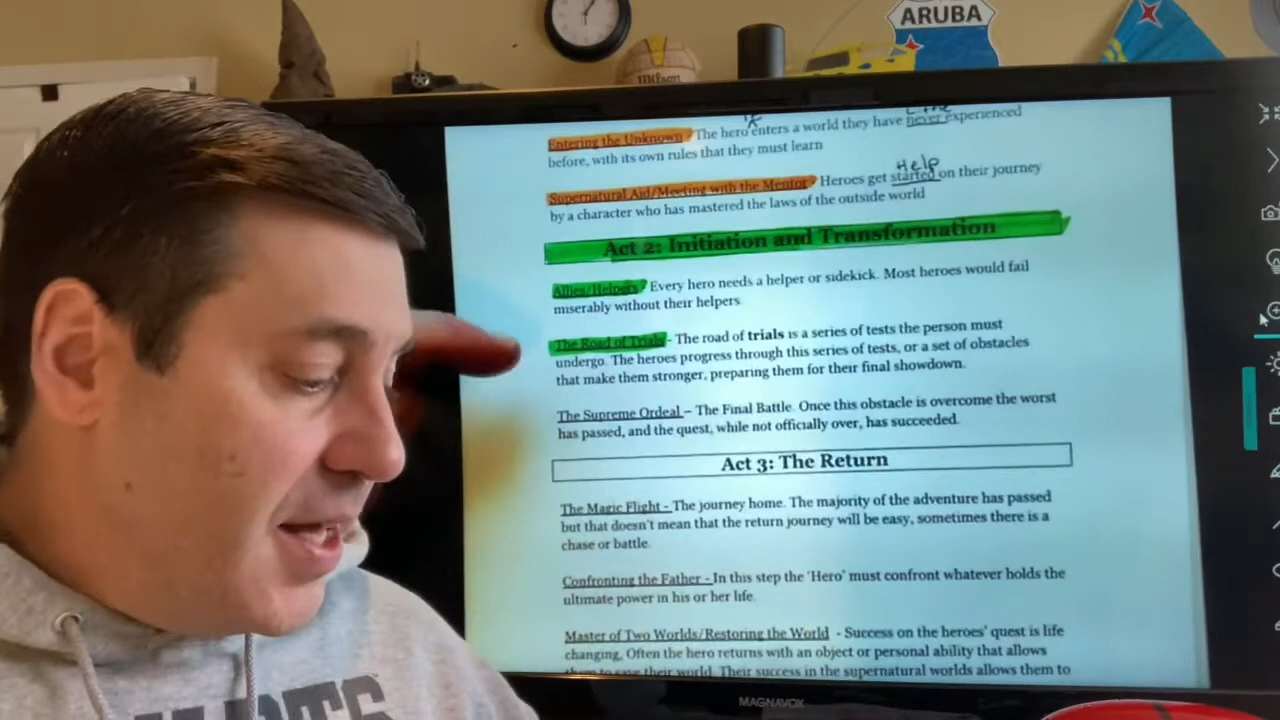 ARUBA
Wilson
Entering the Unknown - The hero enters a world they have never experienced
before, with its own rules that they must learn
Help
Supernatural Aid/Meeting with the Mentor - Heroes get started on their journey
by a character who has mastered the laws of the outside world
Act 2: Initiation and Transformation
Allies/Helpers - Every hero needs a helper or sidekick. Most heroes would fail
miserably without their helpers.
The Road of Trials - The road of trials is a series of tests the person must
undergo. The heroes progress through this series of tests, or a set of obstacles
that make them stronger, preparing them for their final showdown.
The Supreme Ordeal – The Final Battle. Once this obstacle is overcome the worst
has passed, and the quest, while not officially over, has succeeded.
Act 3: The Return
The Magic Flight - The journey home. The majority of the adventure has passed
but that doesn't mean that the return journey will be easy, sometimes there is a
chase or battle.
Confronting the Father - In this step the 'Hero' must confront whatever holds the
ultimate power in his or her life.
Master of Two Worlds/Restoring the World - Success on the heroes' quest is life
changing. Often the hero returns with an object or personal ability that allows
them to save their world. Their success in the supernatural worlds allows them to
MAGNAVOX